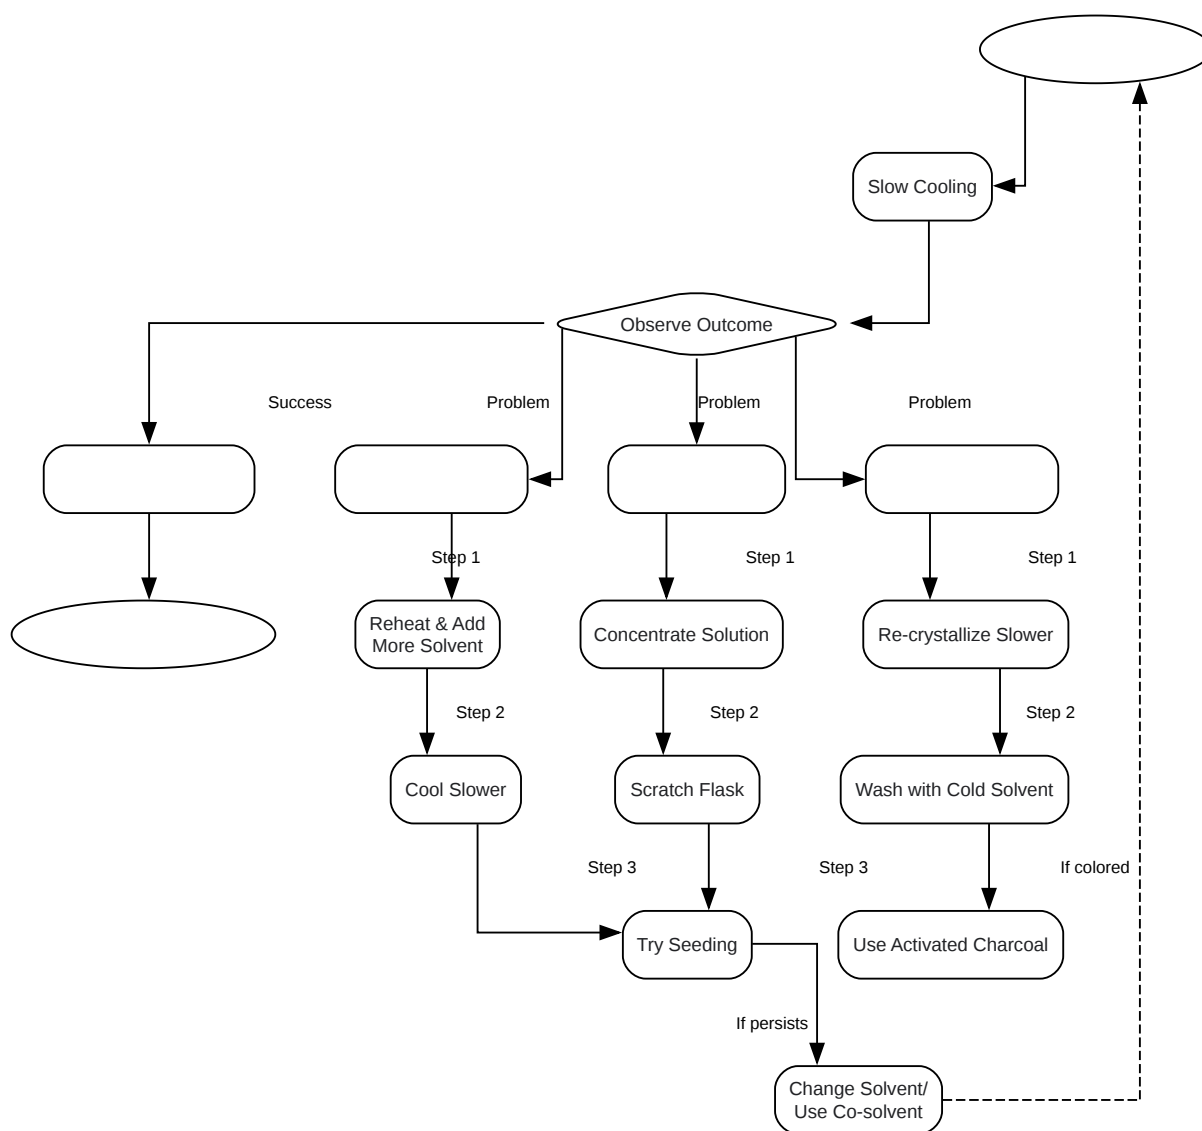 Slow Cooling
Observe Outcome
Success
Problem
Problem
Problem
Step 1
Step 1
Step 1
Reheat & Add
More Solvent
Concentrate Solution
Re-crystallize Slower
Step 2
Step 2
Step 2
Cool Slower
Scratch Flask
Wash with Cold Solvent
Step 3
Step 3
If colored
Try Seeding
Use Activated Charcoal
If persists
Change Solvent/
Use Co-solvent